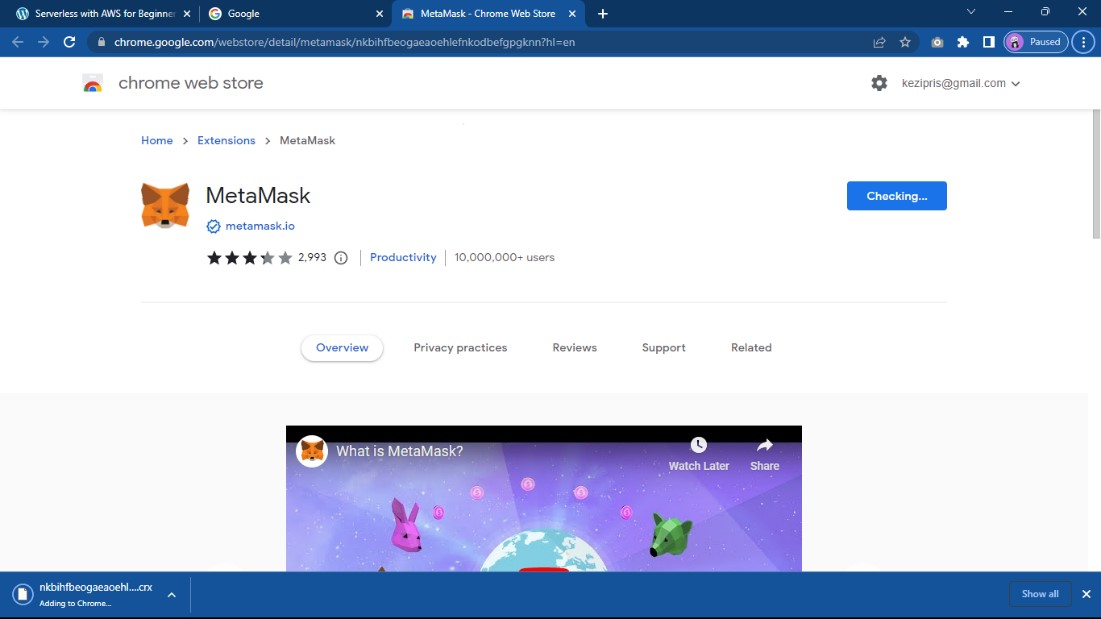 Serverless with AWS for Beginner
Google
MetaMask - Chrome Web Store
chrome.google.com/webstore/detail/metamask/nkbihfbeogaeaoehlefnkodbefgpgknn?hl=en
Paused
chrome web store
kezipris@gmail.com
Home > Extensions > MetaMask
MetaMask
Checking...
metamask.io
2,993
Productivity
10,000,000+ users
Overview
Privacy practices
Reviews
Support
Related
What is MetaMask?
Watch Later
Share
nkbihfbeogaeaoehl....crx
Adding to Chrome...
Show all